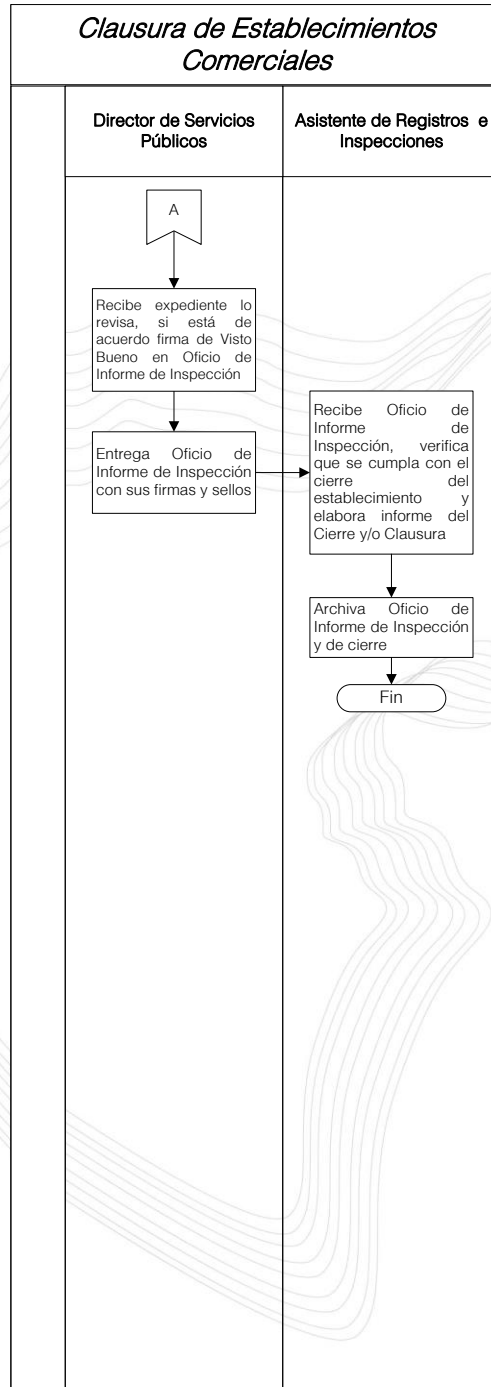 Clausura de Establecimientos
Comerciales
Director de Servicios
Públicos
Asistente de Registros e
Inspecciones
A
Recibe expediente lo
revisa, si está de
acuerdo firma de Visto
Bueno en Oficio de
Informe de Inspección
Entrega Oficio de
Informe de Inspección
con sus firmas y sellos
Recibe Oficio de
Informe de
Inspección, verifica
que se cumpla con el
cierre del
establecimiento y
elabora informe del
Cierre y/o Clausura
Archiva Oficio de
Informe de Inspección
y de cierre
Fin